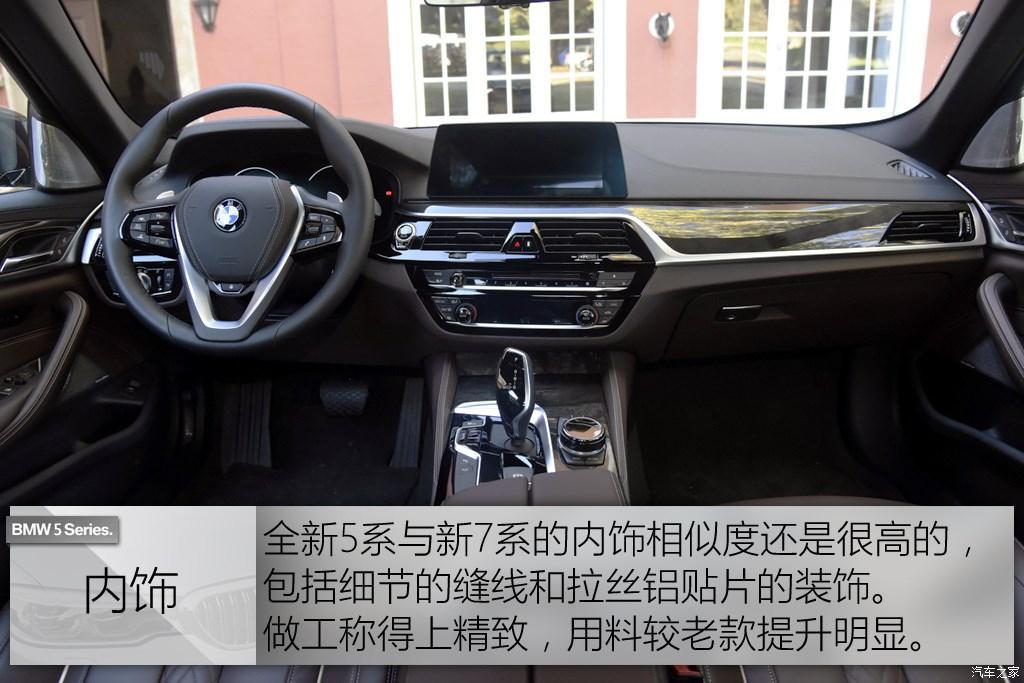 BMW 5 Series.
内饰
全新5系与新7系的内饰相似度还是很高的，
包括细节的缝线和拉丝铝贴片的装饰。
做工称得上精致，用料较老款提升明显。
汽车之家